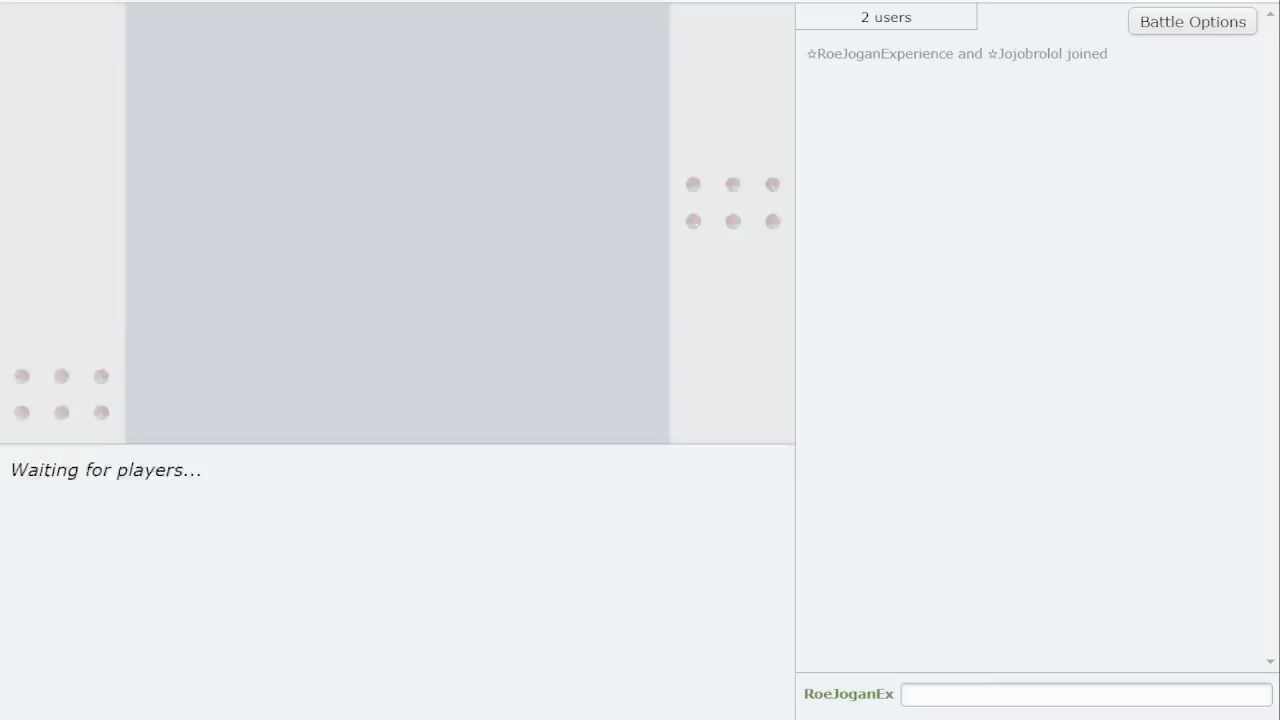 2 users
Battle Options
☆RoeJoganExperience and ☆Jojobrolol joined
Waiting for players...
RoeJoganEx